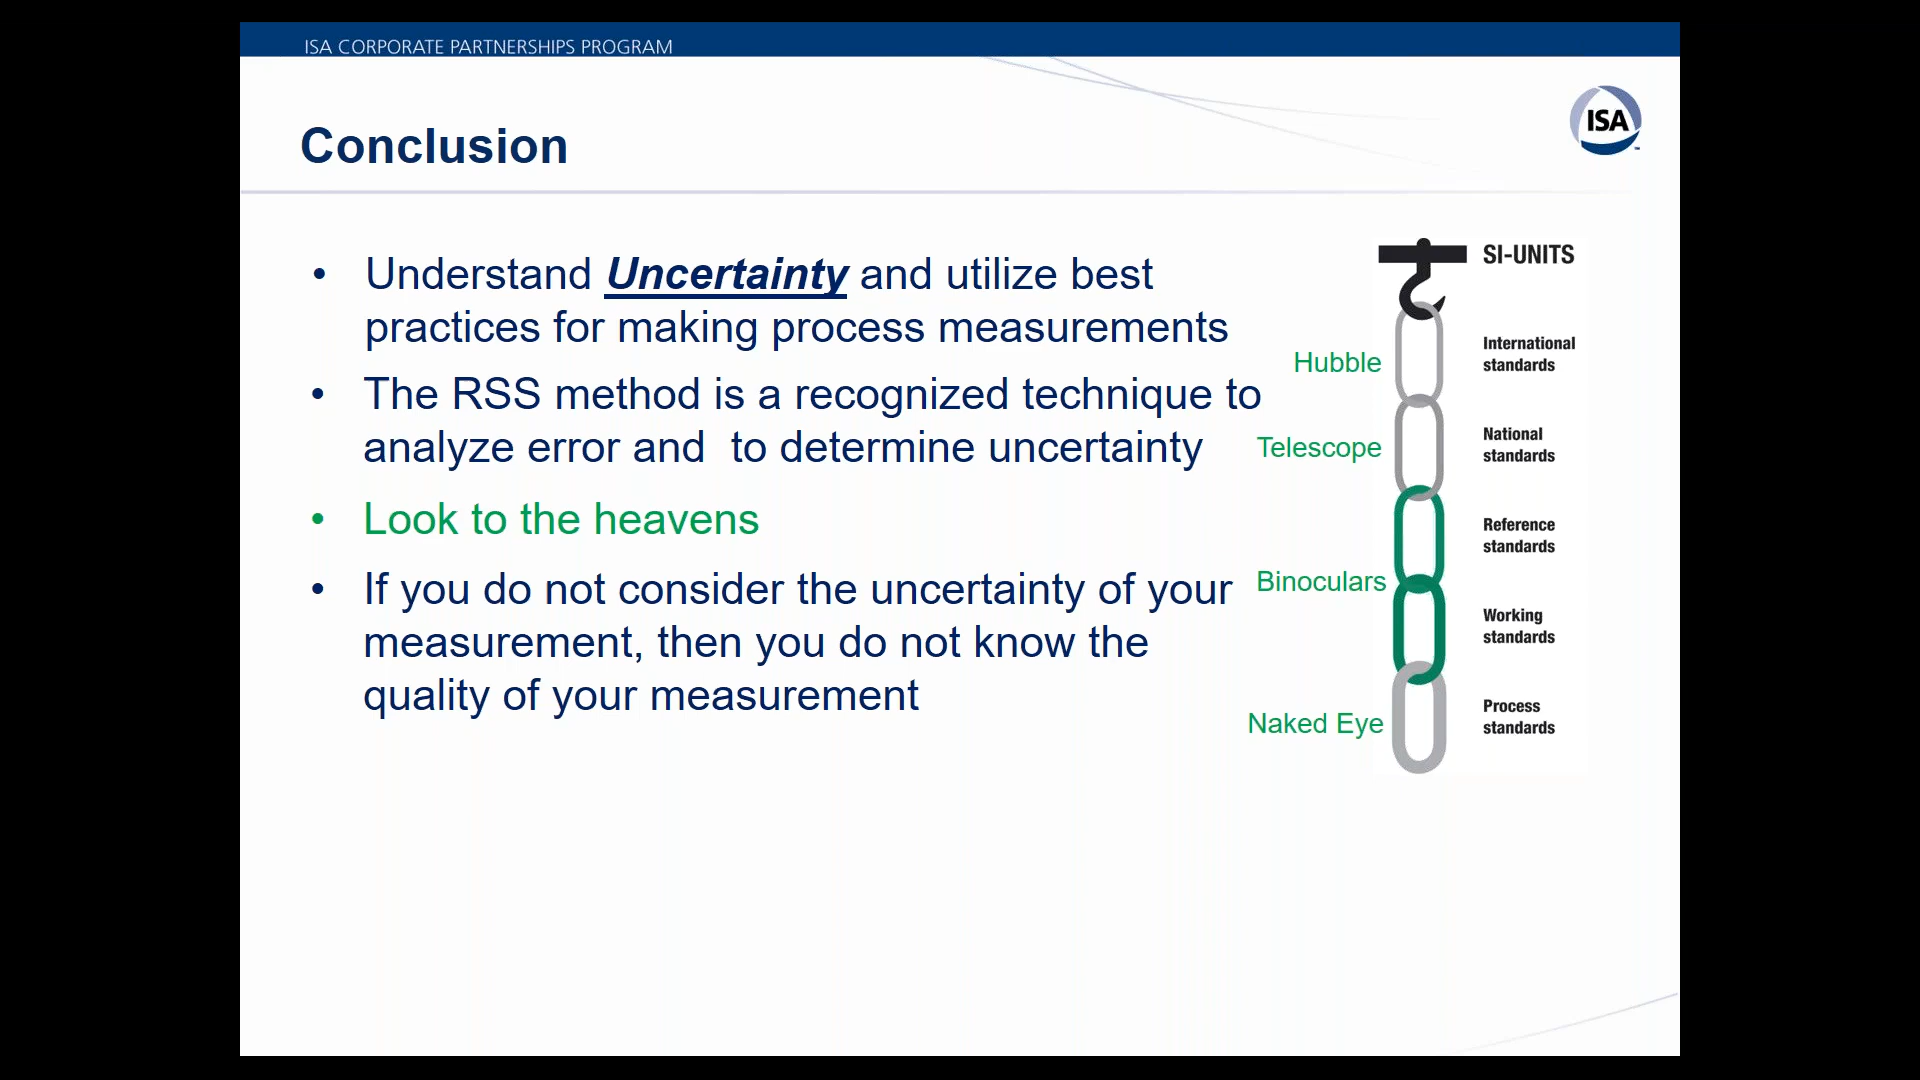 ISA CORPORATE PARTNERSHIPS PROGRAM
ISA
Conclusion
• Understand Uncertainty and utilize best
practices for making process measurements
• The RSS method is a recognized technique to
analyze error and  to determine uncertainty
• Look to the heavens
• If you do not consider the uncertainty of your
measurement, then you do not know the
quality of your measurement
SI-UNITS
Hubble
International
standards
Telescope
National
standards
Reference
standards
Binoculars
Working
standards
Naked Eye
Process
standards